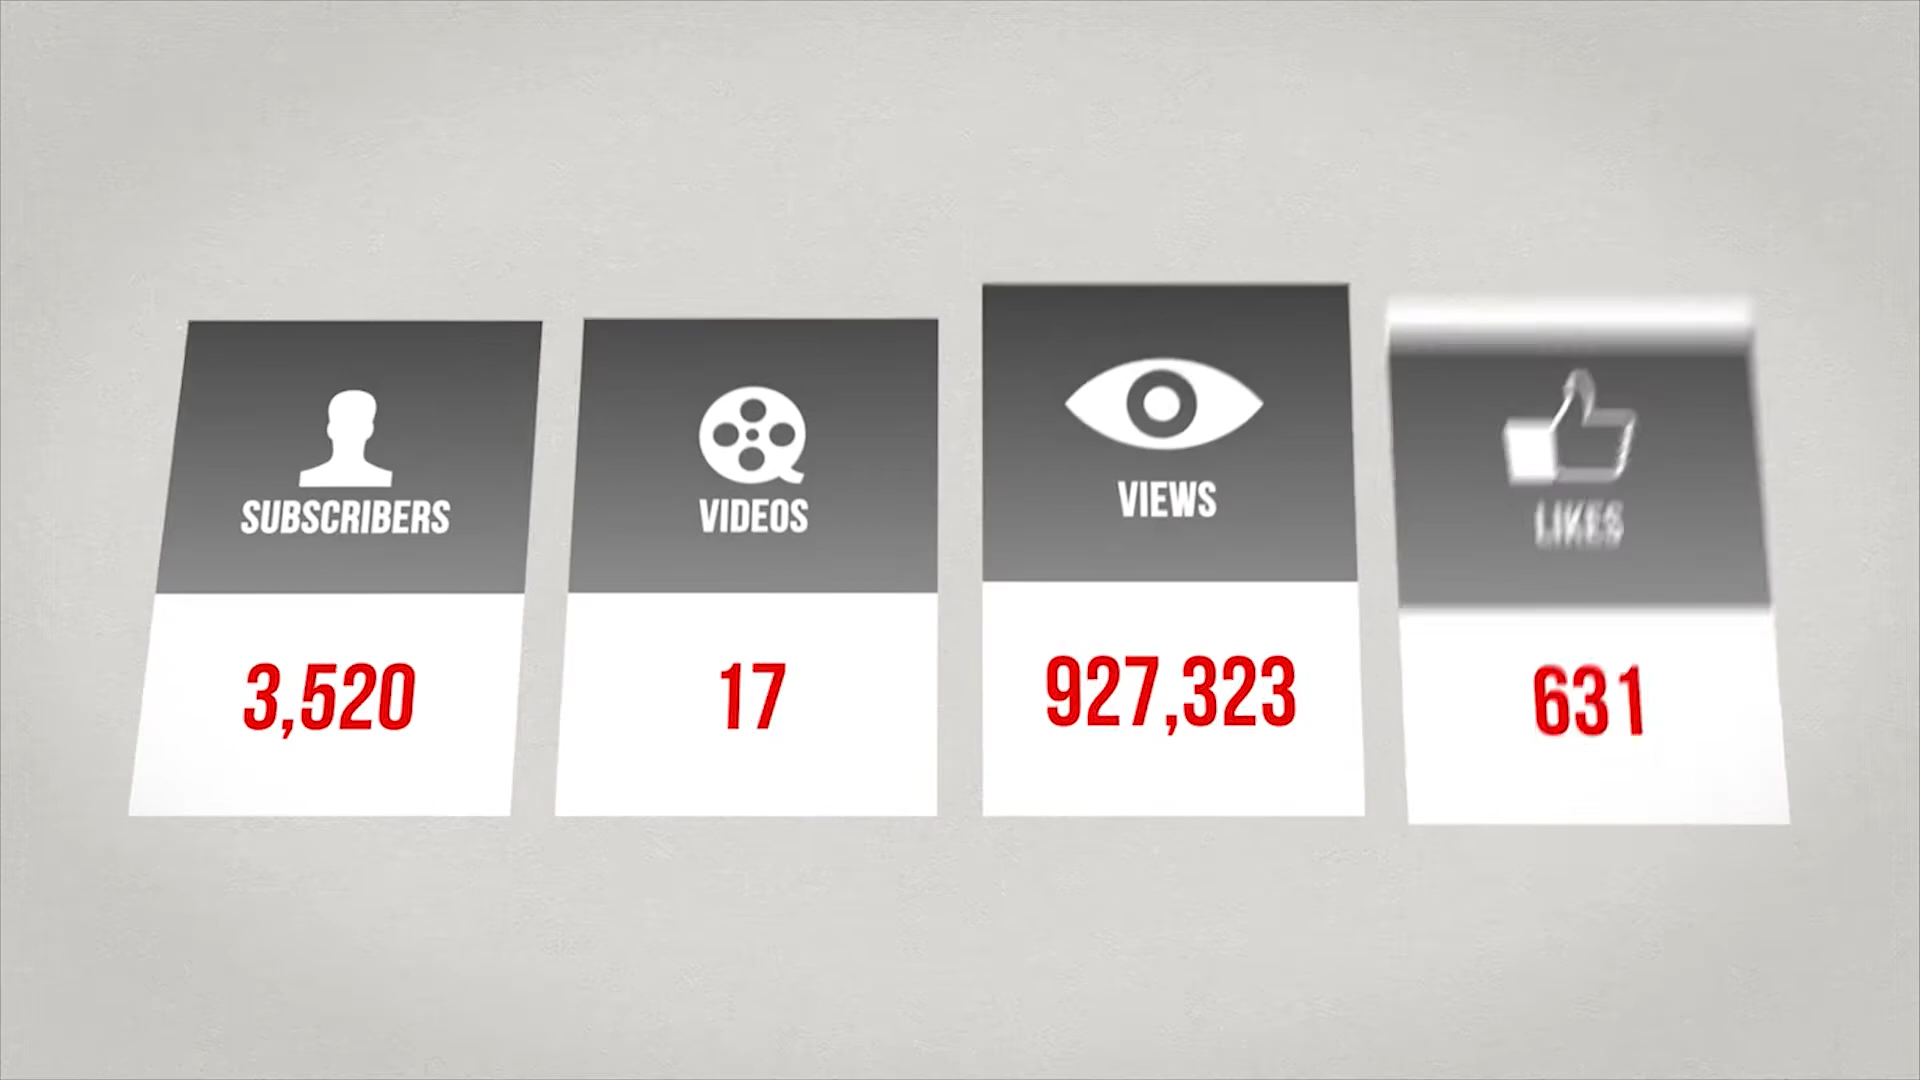 SUBSCRIBERS
3,520
VIDEOS
17
VIEWS
927,323
LIKES
631